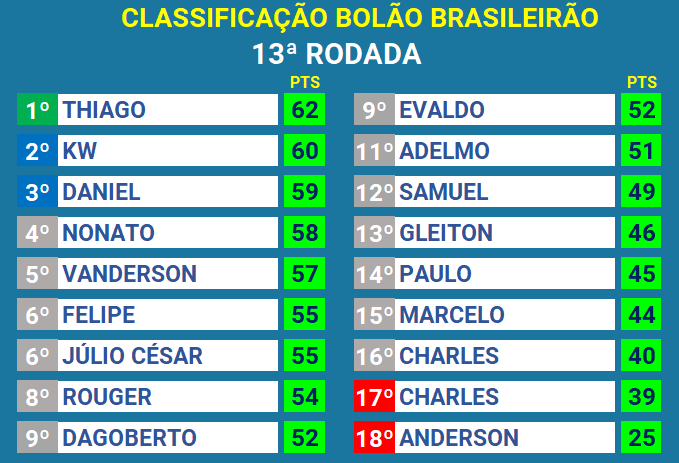 CLASSIFICAÇÃO BOLÃO BRASILEIRÃO
13ª RODADA
PTS
1º THIAGO 62
2º KW 60
3º DANIEL 59
4º NONATO 58
5º VANDERSON 57
6º FELIPE 55
6º JÚLIO CÉSAR 55
8º ROUGER 54
9º DAGOBERTO 52
PTS
9º EVALDO 52
11º ADELMO 51
12º SAMUEL 49
13º GLEITON 46
14º PAULO 45
15º MARCELO 44
16º CHARLES 40
17º CHARLES 39
18º ANDERSON 25